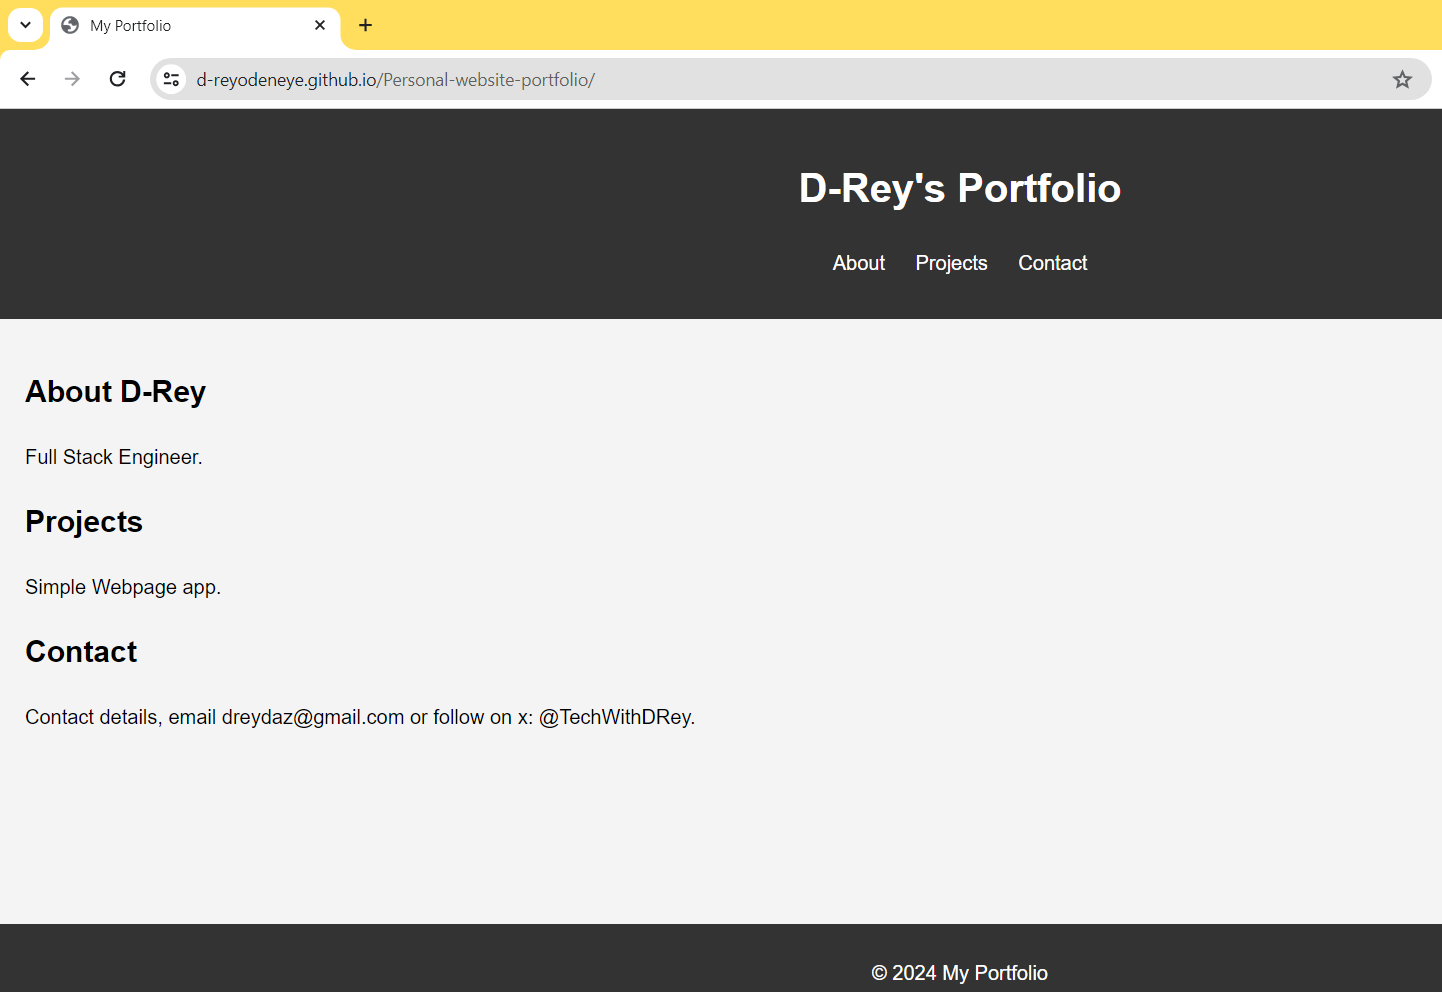 My Portfolio
d-reyodeneye.github.io/Personal-website-portfolio/
D-Rey's Portfolio
About Projects Contact
About D-Rey
Full Stack Engineer.
Projects
Simple Webpage app.
Contact
Contact details, email dreydaz@gmail.com or follow on x: @TechWithDRey.
© 2024 My Portfolio